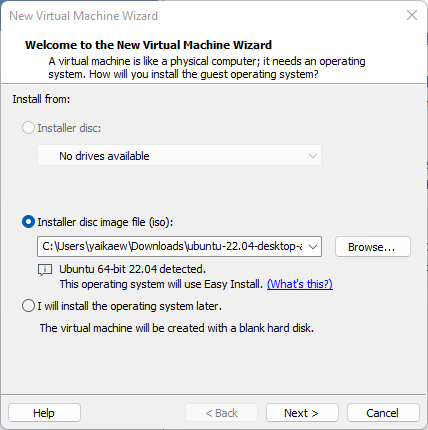 New Virtual Machine Wizard
Welcome to the New Virtual Machine Wizard
A virtual machine is like a physical computer; it needs an operating
system. How will you install the guest operating system?
Install from:
Installer disc:
No drives available
Installer disc image file (iso):
C:\Users\yaikaew\Downloads\ubuntu-22.04-desktop-a
Browse...
Ubuntu 64-bit 22.04 detected.
This operating system will use Easy Install. (What's this?)
I will install the operating system later.
The virtual machine will be created with a blank hard disk.
Help
< Back
Next >
Cancel